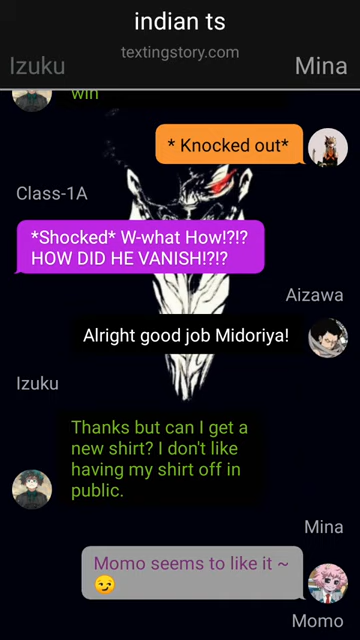 indian ts
textingstory.com
Izuku
Mina
win
* Knocked out*
Class-1A
*Shocked* W-what How!?!?
HOW DID HE VANISH!?!?
Aizawa
Alright good job Midoriya!
Izuku
Thanks but can I get a
new shirt? I don't like
having my shirt off in
public.
Mina
Momo seems to like it ~
😏
Momo